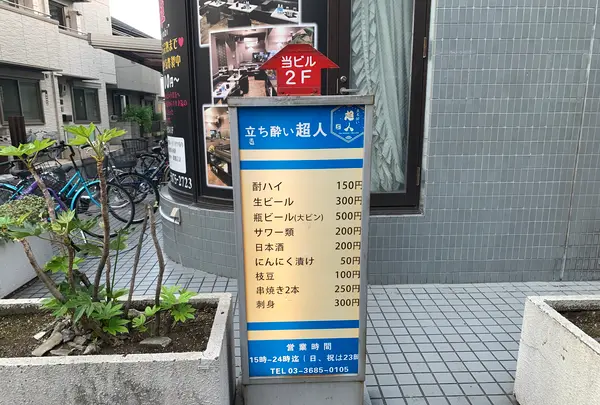 当ビル
2F
立ち酔い 超人
酎ハイ 150円
生ビール 300円
瓶ビール(大ビン) 500円
サワー類 200円
日本酒 200円
にんにく漬け 50円
枝豆 100円
串焼き2本 250円
刺身 300円
営業時間
15時~24時迄(日、祝は23時
TEL 03-3685-0105
-2723